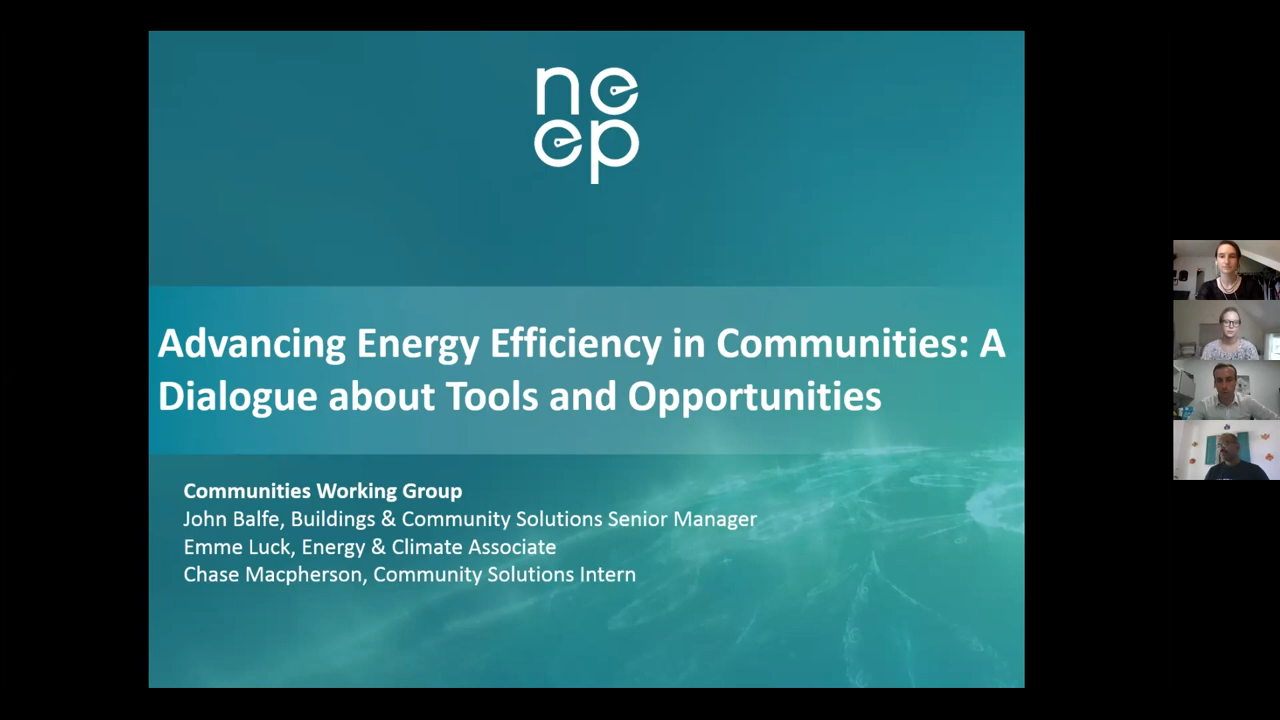 ne
ep
Advancing Energy Efficiency in Communities: A
Dialogue about Tools and Opportunities
Communities Working Group
John Balfe, Buildings & Community Solutions Senior Manager
Emme Luck, Energy & Climate Associate
Chase Macpherson, Community Solutions Intern